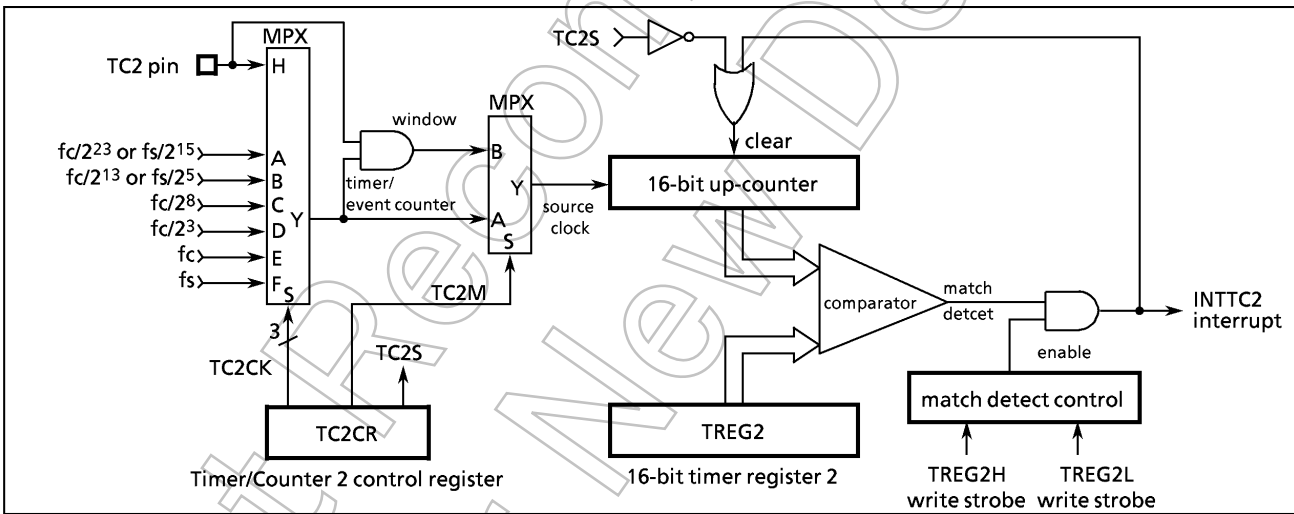 MPX
TC2 pin
H
fc/2²³ or fs/2¹⁵
A
fc/2¹³ or fs/2⁵
B
fc/2⁸
C
Y
fc/2³
D
fc
E
fs
F
S
3
TC2CK
window
timer/
event counter
MPX
B
Y
A
S
source
clock
TC2M
TC2S
TC2CR
Timer/Counter 2 control register
TC2S
clear
16-bit up-counter
comparator
match
detcet
INTTC2
interrupt
enable
match detect control
TREG2
16-bit timer register 2
TREG2H
write strobe
TREG2L
write strobe